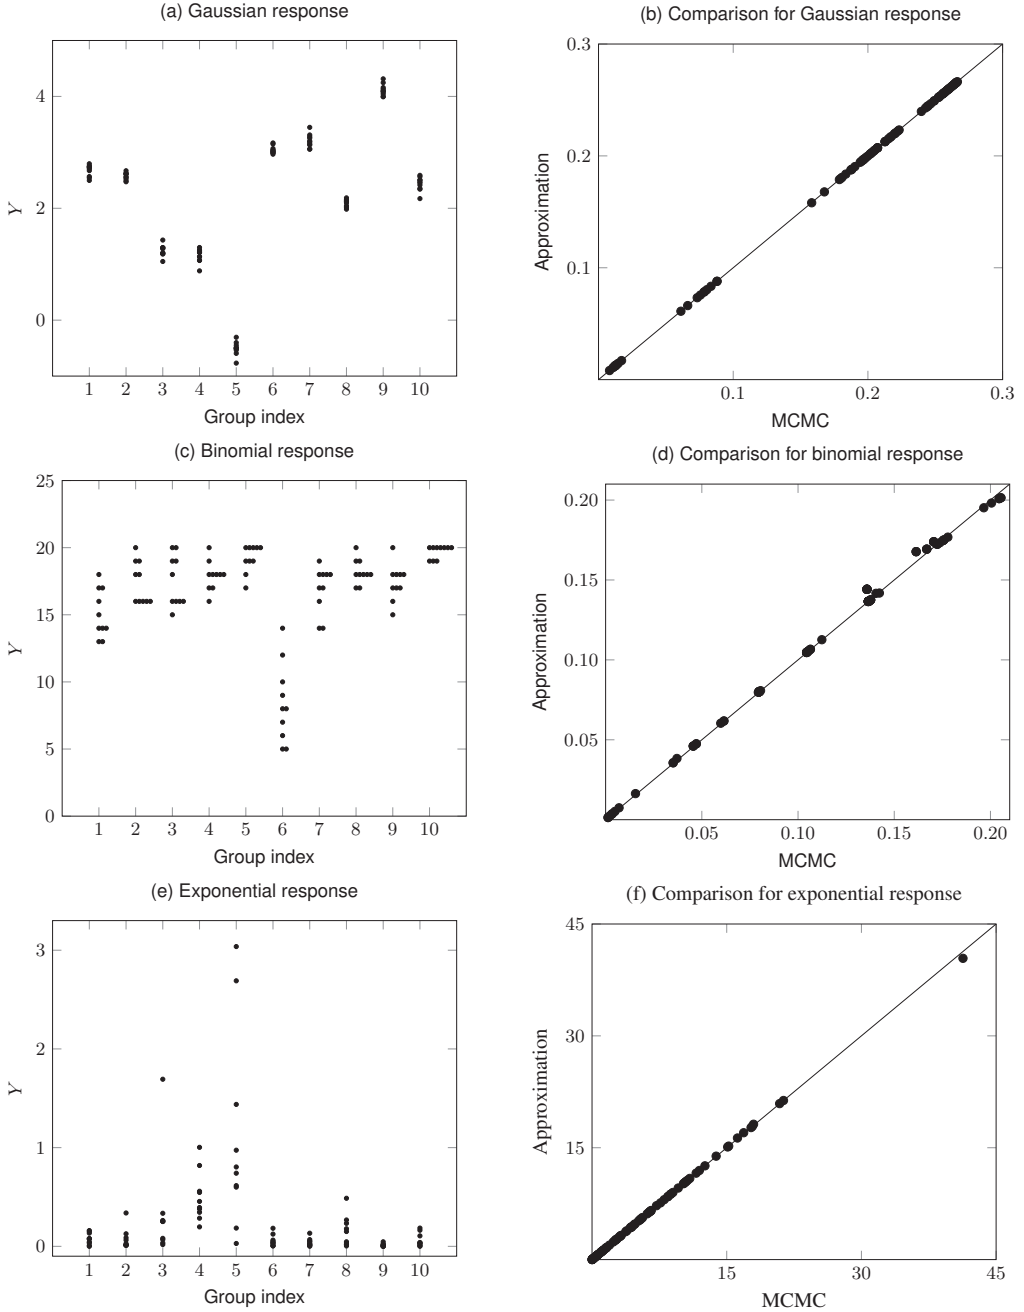 (a) Gaussian response
4
2
0
Y
1 2 3 4 5 6 7 8 9 10
Group index
(b) Comparison for Gaussian response
0.3
0.2
0.1
Approximation
0.1 0.2 0.3
MCMC
(c) Binomial response
25
20
15
10
5
0
Y
1 2 3 4 5 6 7 8 9 10
Group index
(d) Comparison for binomial response
0.20
0.15
0.10
0.05
Approximation
0.05 0.10 0.15 0.20
MCMC
(e) Exponential response
3
2
1
0
Y
1 2 3 4 5 6 7 8 9 10
Group index
(f) Comparison for exponential response
45
30
15
Approximation
15 30 45
MCMC